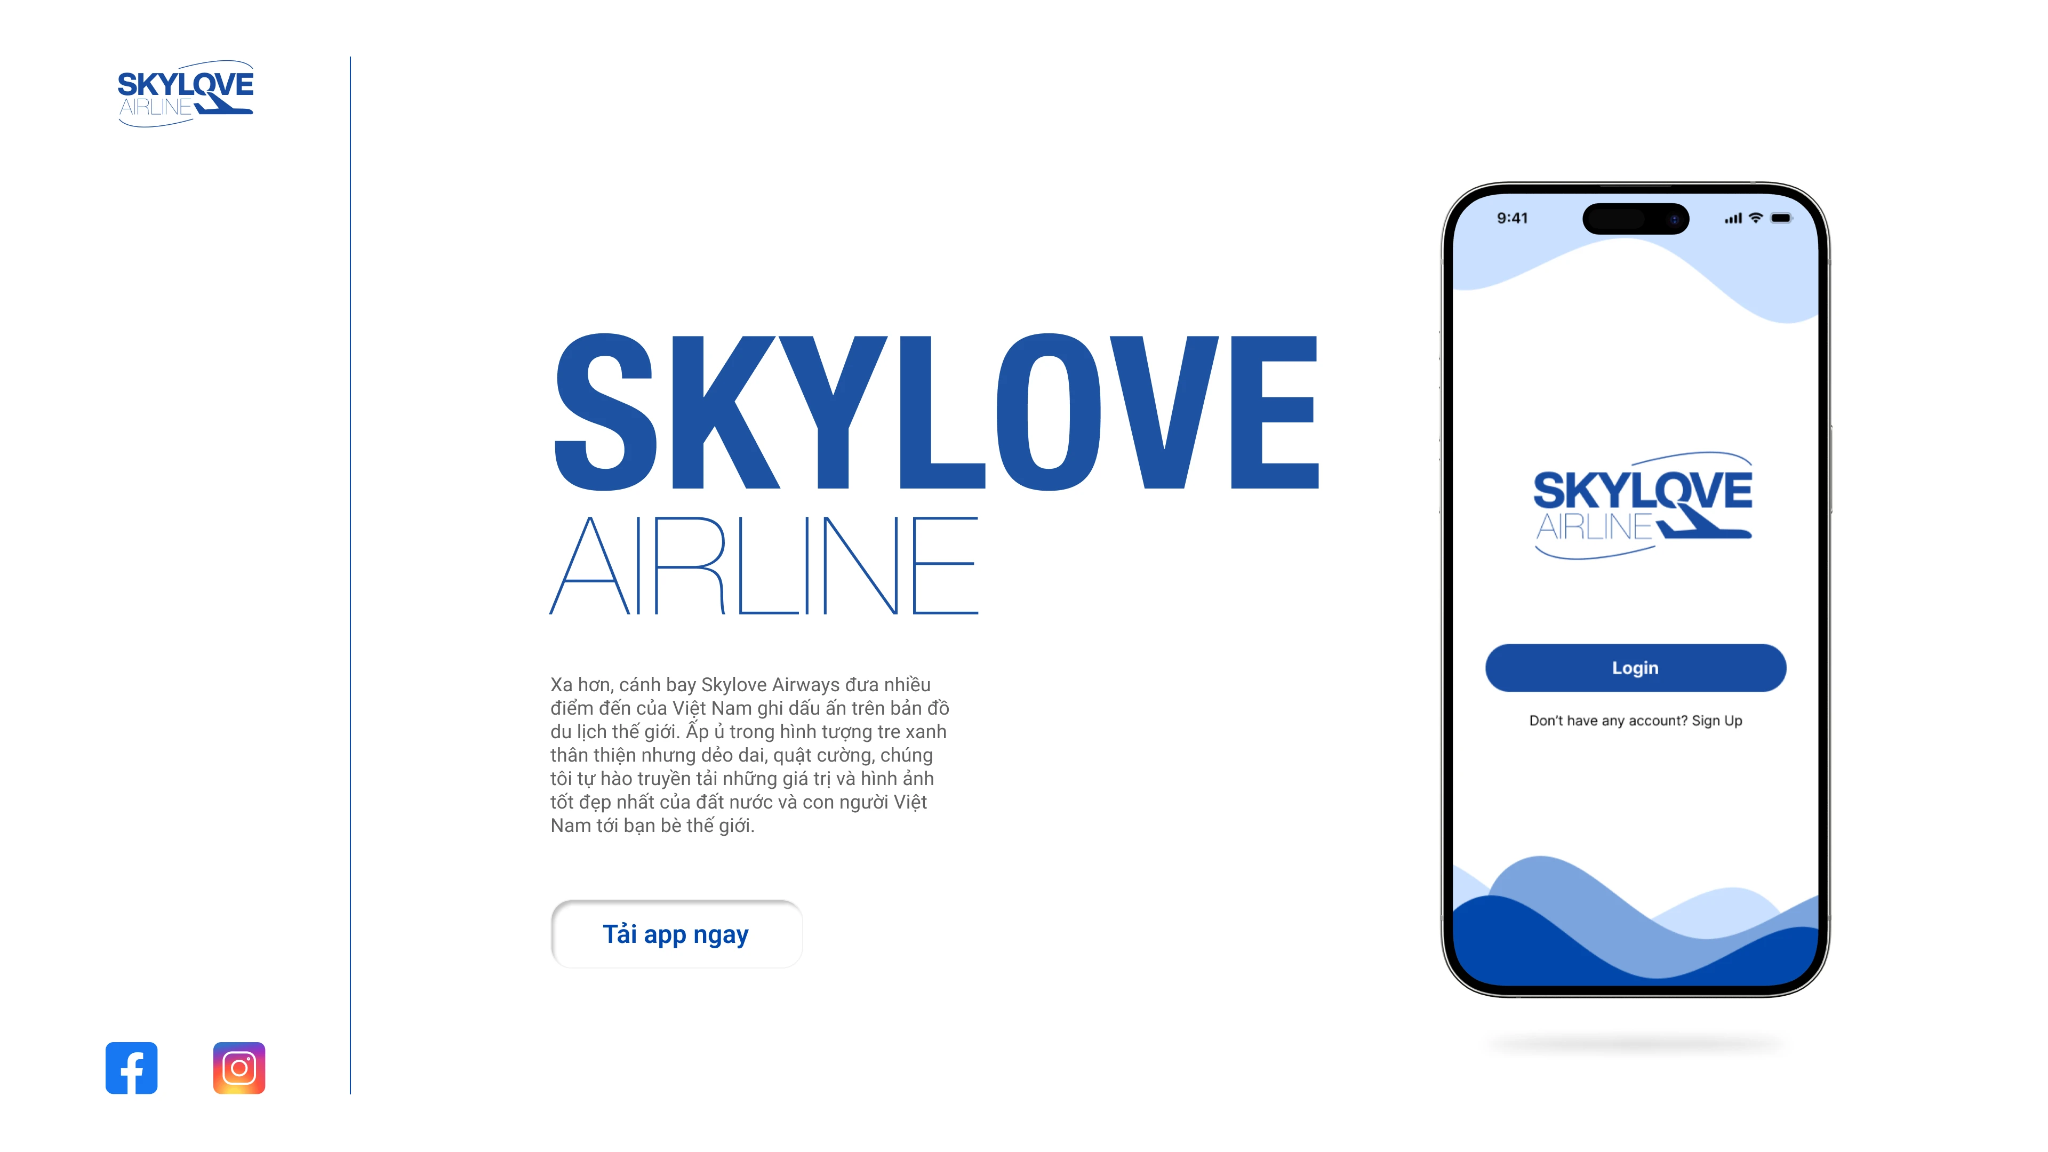 SKYLOVE
AIRLINE
SKYLOVE
AIRLINE
Xa hơn, cánh bay Skylove Airways đưa nhiều
điểm đến của Việt Nam ghi dấu ấn trên bản đồ
du lịch thế giới. Ấp ủ trong hình tượng tre xanh
thân thiện nhưng dẻo dai, quật cường, chúng
tôi tự hào truyền tải những giá trị và hình ảnh
tốt đẹp nhất của đất nước và con người Việt
Nam tới bạn bè thế giới.
Tải app ngay
9:41
SKYLOVE
AIRLINE
Login
Don't have any account? Sign Up